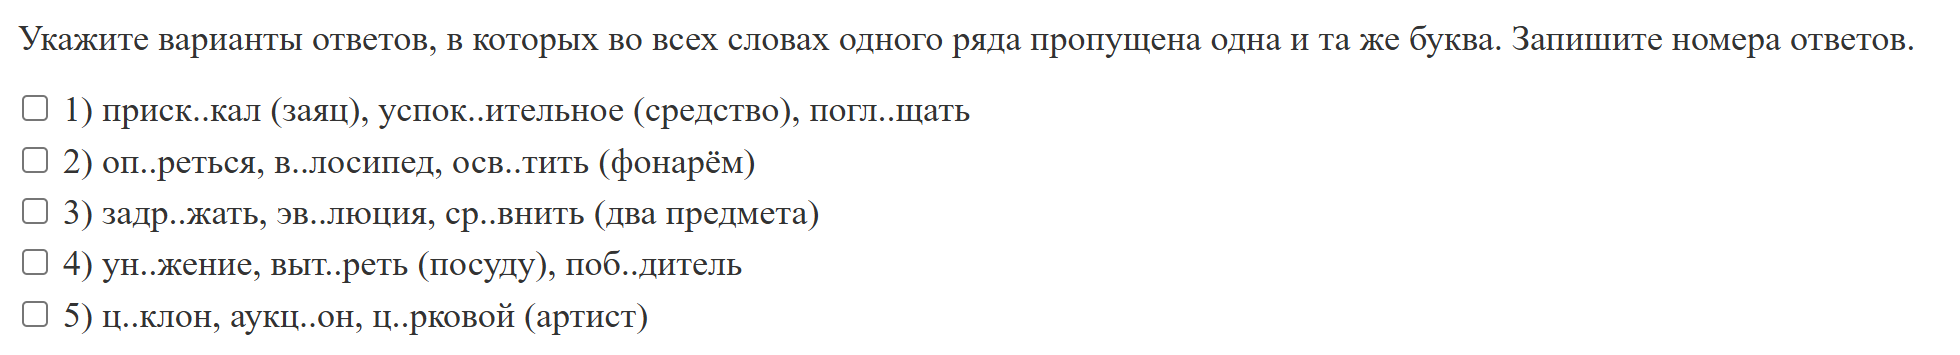 Укажите варианты ответов, в которых во всех словах одного ряда пропущена одна и та же буква. Запишите номера ответов.
1) приск..кал (заяц), успок..ительное (средство), погл..щать
2) оп..реться, в..лосипед, осв..тить (фонарём)
3) задр..жать, эв..люция, ср..внить (два предмета)
4) ун..жение, выт..реть (посуду), поб..дитель
5) ц..клон, аукц..он, ц..рковой (артист)